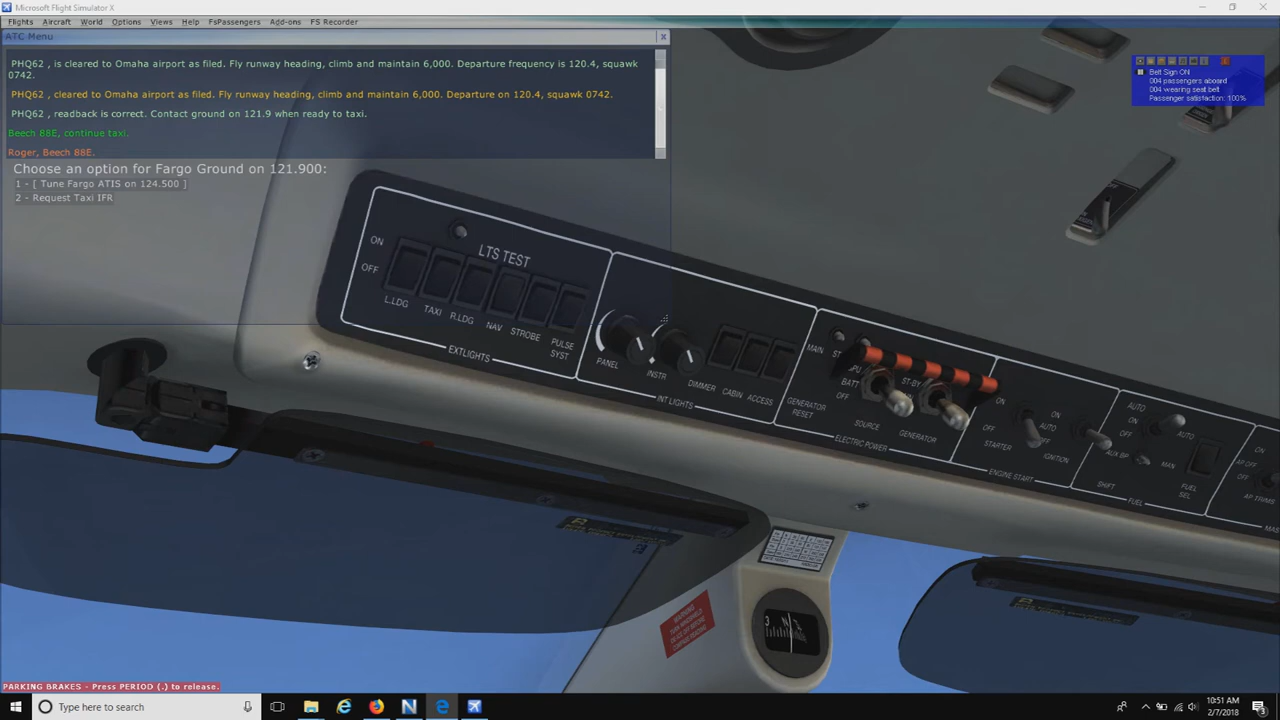 Microsoft Flight Simulator X
Flights Aircraft World Options Views Help FsPassengers Add-ons FS Recorder
ATC Menu
PHQ62 , is cleared to Omaha airport as filed. Fly runway heading, climb and maintain 6,000. Departure frequency is 120.4, squawk
0742.
PHQ62 , cleared to Omaha airport as filed. Fly runway heading, climb and maintain 6,000. Departure on 120.4, squawk 0742.
PHQ62 , readback is correct. Contact ground on 121.9 when ready to taxi.
Beech 88E, continue taxi.
Roger, Beech 88E.
Choose an option for Fargo Ground on 121.900:
1 - [ Tune Fargo ATIS on 124.500 ]
2 - Request Taxi IFR
Belt Sign ON
004 passengers aboard
004 wearing seat belt
Passenger satisfaction: 100%
LTS TEST
ON
OFF
L.LDG TAXI R.LDG NAV STROBE PULSE SYST
EXT LIGHTS
PANEL INSTR DIMMER CABIN ACCESS
INT LIGHTS
MAIN
BATT
OFF
ST-BY
GENERATOR
RESET
SOURCE
GENERATOR
ELECTRIC POWER
ON
OFF
STARTER
ON
AUTO
IGNITION
ENGINE START
AUTO
ON
OFF
AUX BP
AUTO
MAN
SHIFT
FUEL
SEL
FUEL
ON
AP OFF
OFF
AP TRIMS
WARNING
3 N
PARKING BRAKES - Press PERIOD (.) to release.
Type here to search
10:51 AM
2/7/2018